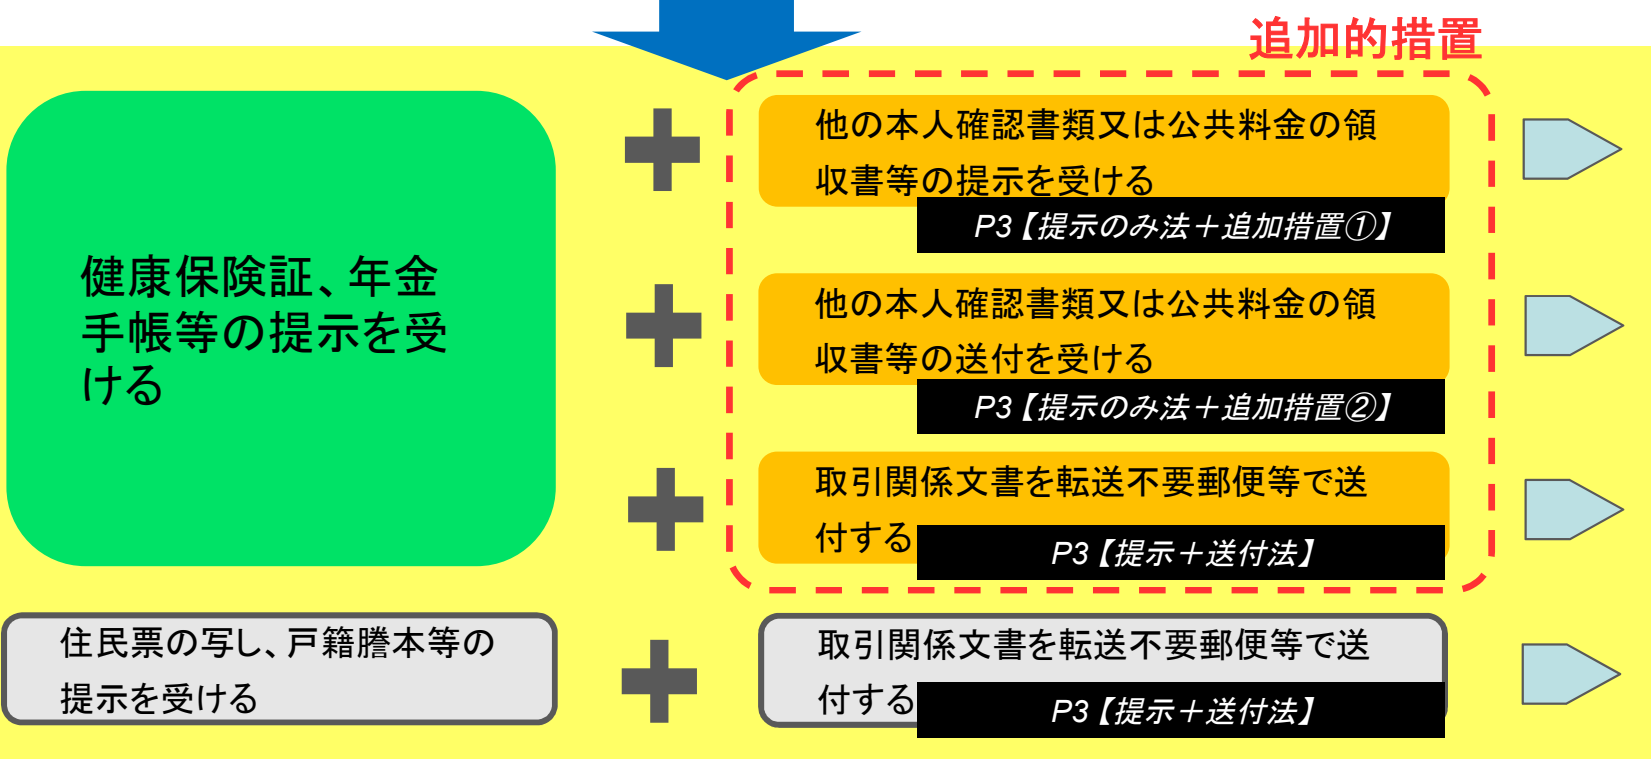 追加的措置
健康保険証、年金
手帳等の提示を受
ける
他の本人確認書類又は公共料金の領
収書等の提示を受ける
P3【提示のみ法＋追加措置①】
他の本人確認書類又は公共料金の領
収書等の送付を受ける
P3【提示のみ法＋追加措置②】
取引関係文書を転送不要郵便等で送
付する
P3【提示＋送付法】
住民票の写し、戸籍謄本等の
提示を受ける
取引関係文書を転送不要郵便等で送
付する
P3【提示＋送付法】